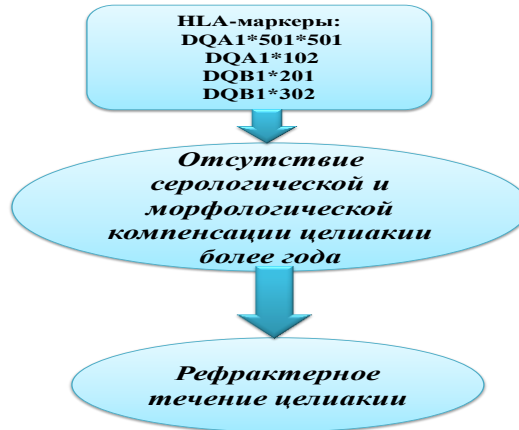 HLA-маркеры:
DQA1*501*501
DQA1*102
DQB1*201
DQB1*302
Отсутствие
серологической и
морфологической
компенсации целиакии
более года
Рефрактерное
течение целиакии